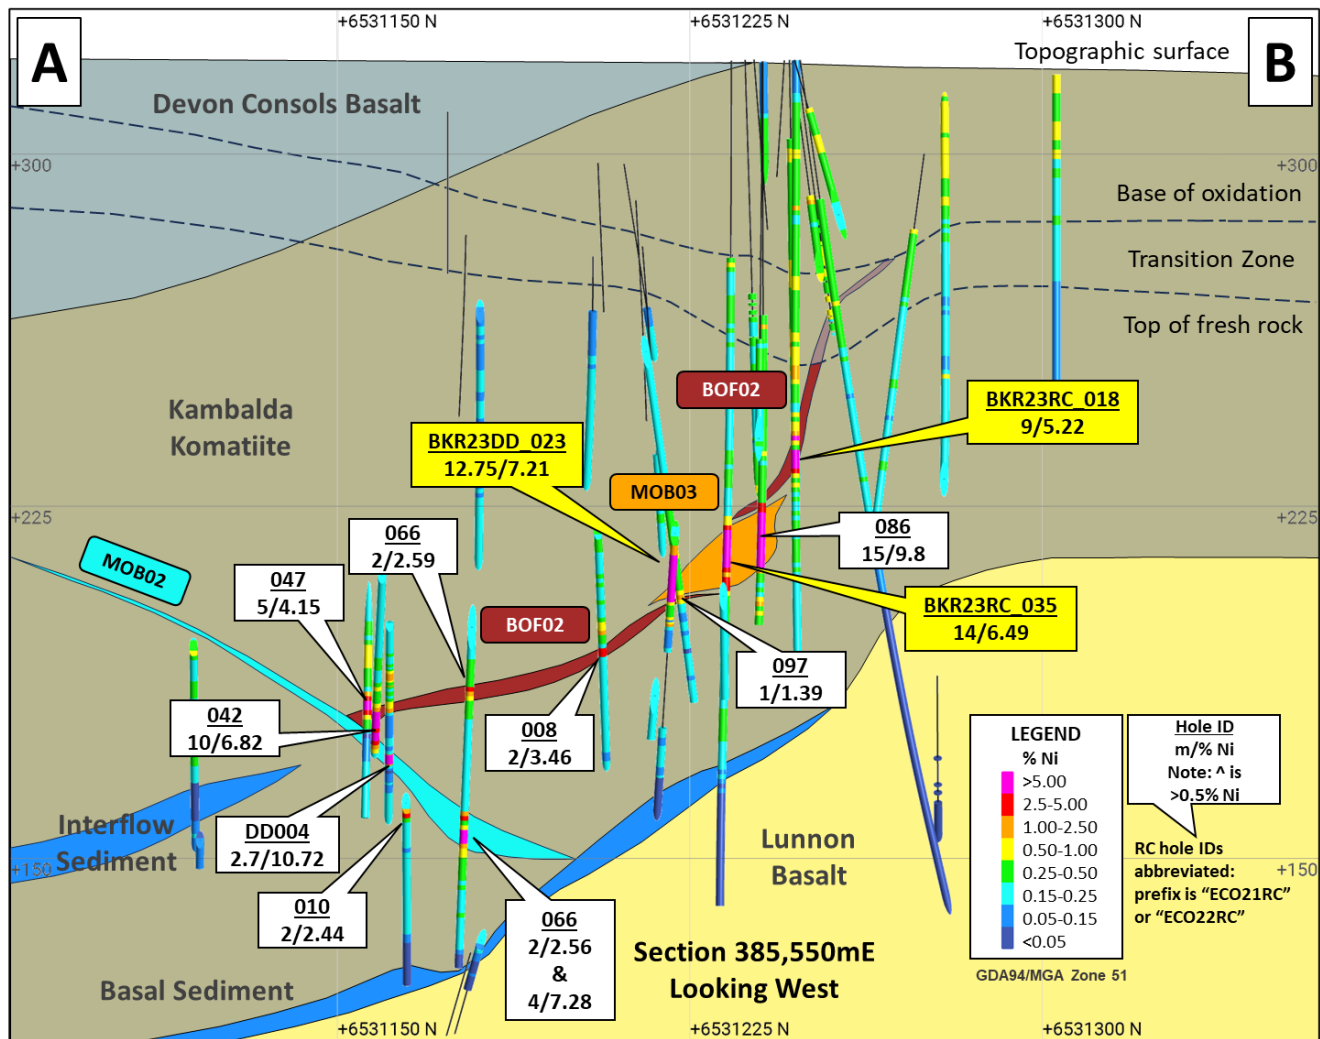 A
+6531150 N
+6531225 N
+6531300 N
B
Topographic surface
Devon Consols Basalt
+300
+300
Base of oxidation
Transition Zone
Top of fresh rock
Kambalda
Komatiite
BOF02
BKR23RC_018
9/5.22
BKR23DD_023
12.75/7.21
MOB03
+225
+225
086
15/9.8
066
2/2.59
MOB02
047
5/4.15
BOF02
BKR23RC_035
14/6.49
097
1/1.39
042
10/6.82
008
2/3.46
LEGEND
% Ni
>5.00
2.5-5.00
1.00-2.50
0.50-1.00
0.25-0.50
0.15-0.25
0.05-0.15
<0.05
Hole ID
m/% Ni
Note: ^ is
>0.5% Ni
RC hole IDs
abbreviated:
prefix is “ECO21RC”
or “ECO22RC”
Interflow
Sediment
DD004
2.7/10.72
Lunnon
Basalt
+150
+150
010
2/2.44
066
2/2.56
&
4/7.28
Section 385,550mE
Looking West
GDA94/MGA Zone 51
Basal Sediment
+6531150 N
+6531225 N
+6531300 N